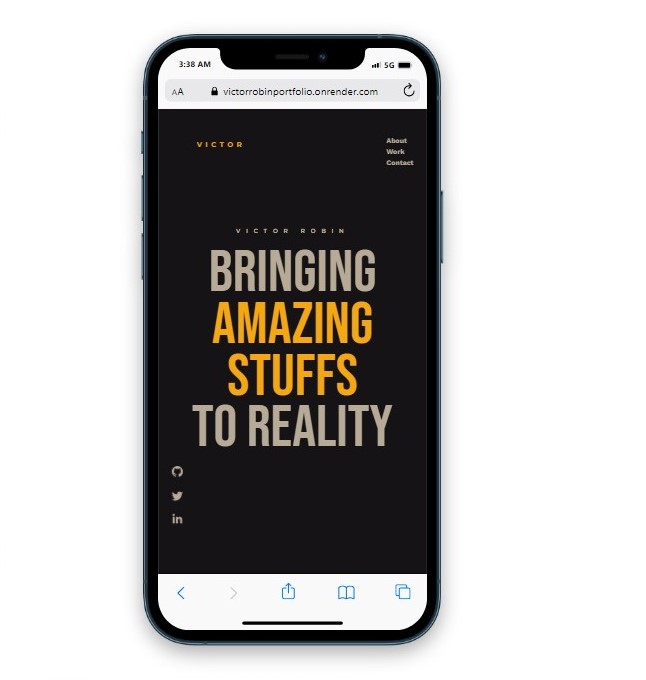 3:38 AM
5G
AA
victorrobinportfolio.onrender.com
VICTOR
About
Work
Contact
VICTOR ROBIN
BRINGING
AMAZING
STUFFS
TO REALITY
in